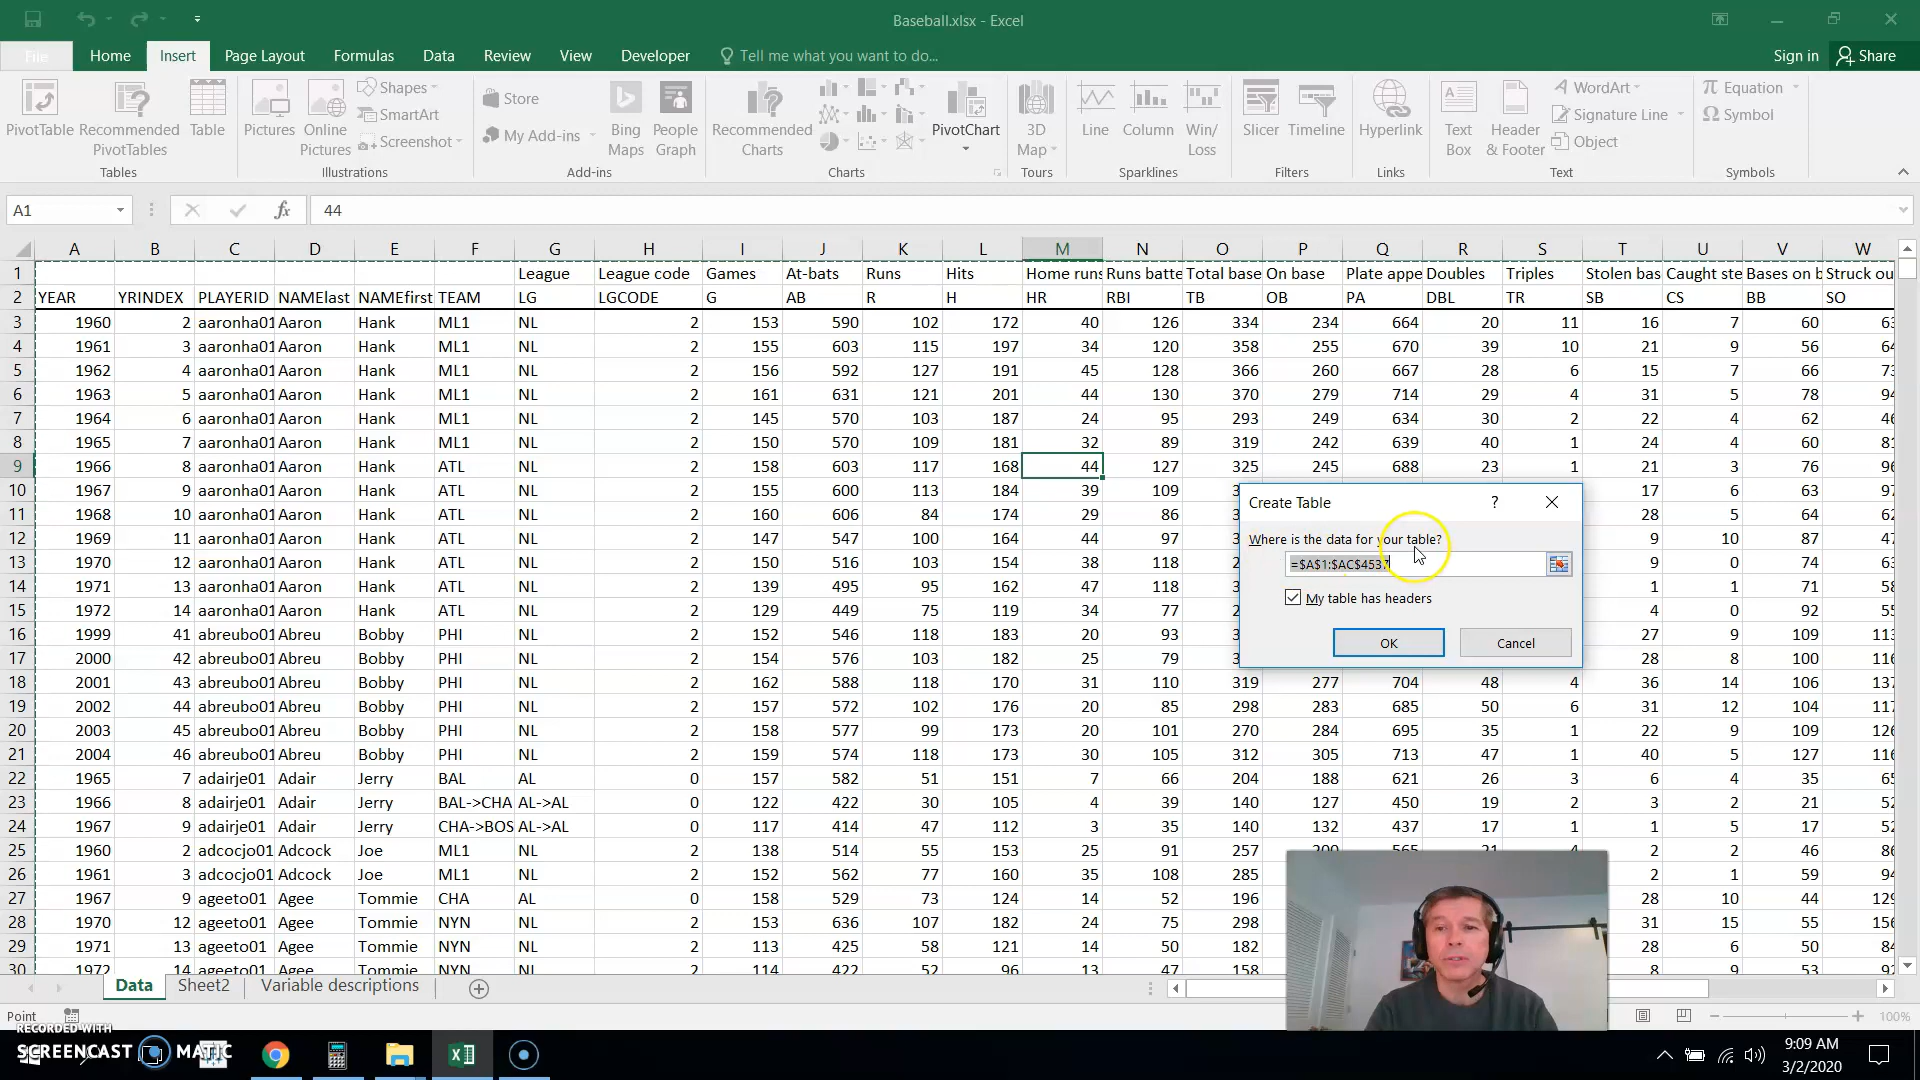 Baseball.xlsx - Excel
File Home Insert Page Layout Formulas Data Review View Developer Tell me what you want to do... Sign in Share
PivotTable Recommended PivotTables Table
Tables
Pictures Online Pictures Shapes SmartArt Screenshot
Illustrations
Store My Add-ins Bing Maps People Graph
Add-ins
Recommended Charts PivotChart
Charts
3D Map
Tours
Line Column Win/Loss
Sparklines
Slicer Timeline
Filters
Hyperlink
Links
Text Box Header & Footer WordArt Signature Line Object
Text
Equation Symbol
Symbols
A1 fx 44
A B C D E F G H I J K L M N O P Q R S T U V W
1 League League code Games At-bats Runs Hits Home runs Runs batte Total base On base Plate appe Doubles Triples Stolen bas Caught ste Bases on b Struck ou
2 YEAR YRINDEX PLAYERID NAMElast NAMEfirst TEAM LG LGCODE G AB R H HR RBI TB OB PA DBL TR SB CS BB SO
3 1960 2 aaronha01 Aaron Hank ML1 NL 2 153 590 102 172 40 126 334 234 664 20 11 16 7 60 63
4 1961 3 aaronha01 Aaron Hank ML1 NL 2 155 603 115 197 34 120 358 255 670 39 10 21 9 56 64
5 1962 4 aaronha01 Aaron Hank ML1 NL 2 156 592 127 191 45 128 366 260 667 28 6 15 7 66 73
6 1963 5 aaronha01 Aaron Hank ML1 NL 2 161 631 121 201 44 130 370 279 714 29 4 31 5 78 94
7 1964 6 aaronha01 Aaron Hank ML1 NL 2 145 570 103 187 24 95 293 249 634 30 2 22 4 62 46
8 1965 7 aaronha01 Aaron Hank ML1 NL 2 150 570 109 181 32 89 319 242 639 40 1 24 4 60 81
9 1966 8 aaronha01 Aaron Hank ATL NL 2 158 603 117 168 44 127 325 245 688 23 1 21 3 76 96
10 1967 9 aaronha01 Aaron Hank ATL NL 2 155 600 113 184 39 109 3 17 6 63 97
11 1968 10 aaronha01 Aaron Hank ATL NL 2 160 606 84 174 29 86 28 5 64 62
12 1969 11 aaronha01 Aaron Hank ATL NL 2 147 547 100 164 44 97 3 9 10 87 47
13 1970 12 aaronha01 Aaron Hank ATL NL 2 150 516 103 154 38 118 9 0 74 63
14 1971 13 aaronha01 Aaron Hank ATL NL 2 139 495 95 162 47 118 3 1 1 71 58
15 1972 14 aaronha01 Aaron Hank ATL NL 2 129 449 75 119 34 77 4 0 92 55
16 1999 41 abreubo01 Abreu Bobby PHI NL 2 152 546 118 183 20 93 3 27 9 109 113
17 2000 42 abreubo01 Abreu Bobby PHI NL 2 154 576 103 182 25 79 3 28 8 100 116
18 2001 43 abreubo01 Abreu Bobby PHI NL 2 162 588 118 170 31 110 319 277 704 48 4 36 14 106 137
19 2002 44 abreubo01 Abreu Bobby PHI NL 2 157 572 102 176 20 85 298 283 685 50 6 31 12 104 117
20 2003 45 abreubo01 Abreu Bobby PHI NL 2 158 577 99 173 20 101 270 284 695 35 1 22 9 109 126
21 2004 46 abreubo01 Abreu Bobby PHI NL 2 159 574 118 173 30 105 312 305 713 47 1 40 5 127 116
22 1965 7 adairje01 Adair Jerry BAL AL 0 157 582 51 151 7 66 204 188 621 26 3 6 4 35 65
23 1966 8 adairje01 Adair Jerry BAL->CHA AL->AL 0 122 422 30 105 4 39 140 127 450 19 2 3 2 21 52
24 1967 9 adairje01 Adair Jerry CHA->BOS AL->AL 0 117 414 47 112 3 35 140 132 437 17 1 1 5 17 52
25 1960 2 adcocjo01 Adcock Joe ML1 NL 2 138 514 55 153 25 91 257 200 565 21 4 2 2 46 86
26 1961 3 adcocjo01 Adcock Joe ML1 NL 2 152 562 77 160 35 108 285 2 1 59 94
27 1967 9 ageeto01 Agee Tommie CHA AL 0 158 529 73 124 14 52 196 28 10 44 129
28 1970 12 ageeto01 Agee Tommie NYN NL 2 153 636 107 182 24 75 298 31 15 55 156
29 1971 13 ageeto01 Agee Tommie NYN NL 2 113 425 58 121 14 50 182 28 6 50 84
30 1972 14 ageeto01 Agee Tommie NYN NL 2 114 422 52 96 13 47 158 8 9 53 92
Create Table ?
Where is the data for your table?
=$A$1:$AC$4537
My table has headers
OK Cancel
Data Sheet2 Variable descriptions
Point 100%
RECORDED WITH
SCREENCAST MATIC
9:09 AM
3/2/2020